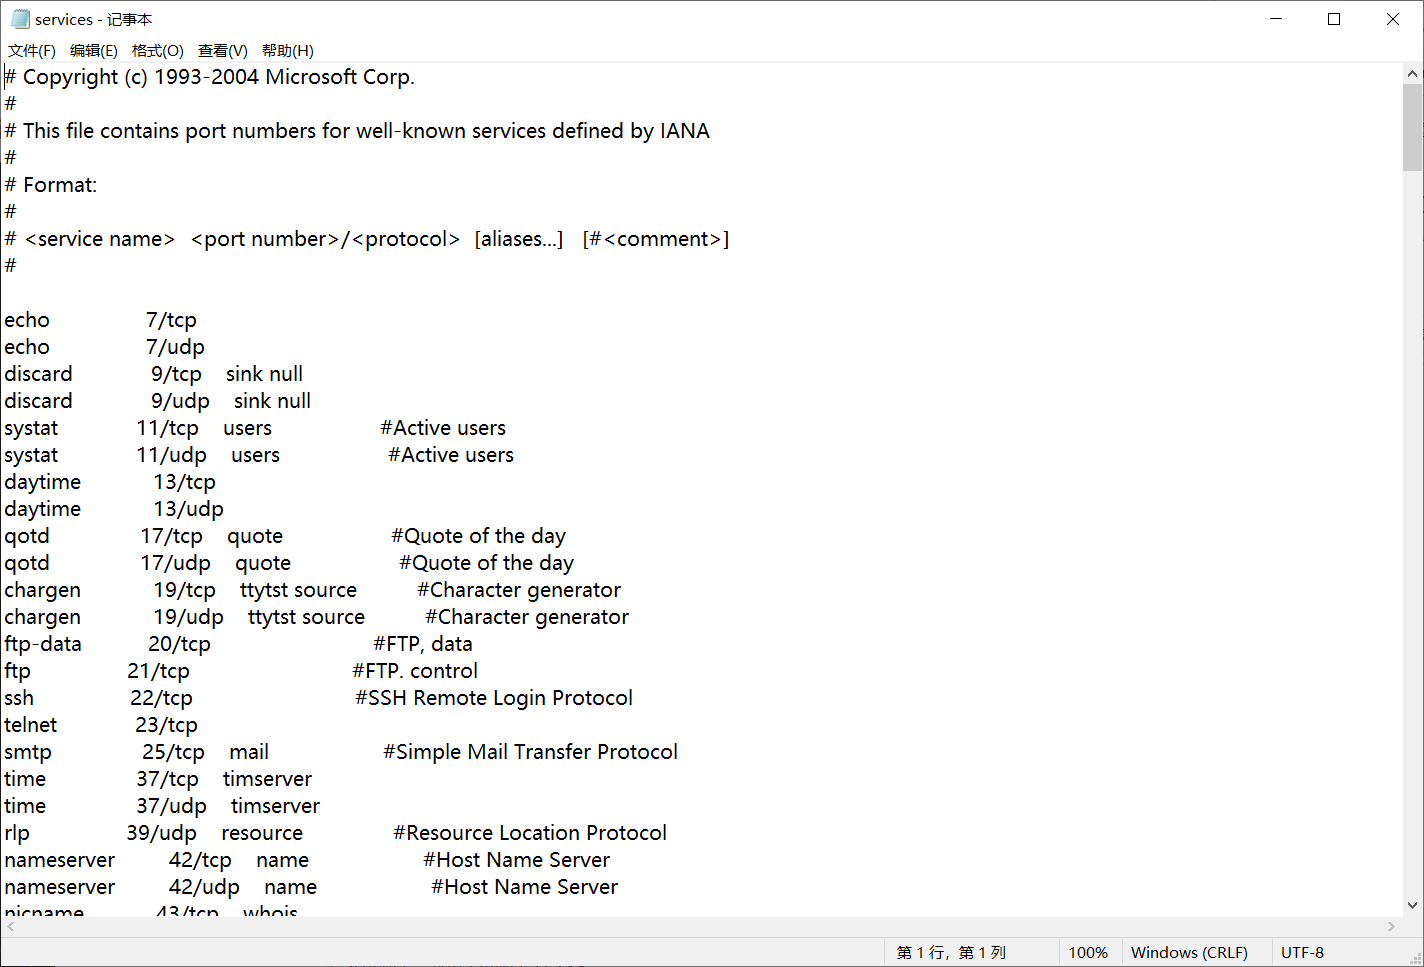 services - 记事本
文件(F) 编辑(E) 格式(O) 查看(V) 帮助(H)
# Copyright (c) 1993-2004 Microsoft Corp.
#
# This file contains port numbers for well-known services defined by IANA
#
# Format:
#
# <service name>  <port number>/<protocol>  [aliases...]   [#<comment>]
#
echo                7/tcp
echo                7/udp
discard             9/tcp    sink null
discard             9/udp    sink null
systat             11/tcp    users                  #Active users
systat             11/udp    users                  #Active users
daytime            13/tcp
daytime            13/udp
qotd               17/tcp    quote                  #Quote of the day
qotd               17/udp    quote                  #Quote of the day
chargen            19/tcp    ttytst source          #Character generator
chargen            19/udp    ttytst source          #Character generator
ftp-data           20/tcp                           #FTP, data
ftp                21/tcp                           #FTP. control
ssh                22/tcp                           #SSH Remote Login Protocol
telnet             23/tcp
smtp               25/tcp    mail                   #Simple Mail Transfer Protocol
time               37/tcp    timserver
time               37/udp    timserver
rlp                39/udp    resource               #Resource Location Protocol
nameserver         42/tcp    name                   #Host Name Server
nameserver         42/udp    name                   #Host Name Server
nicname            43/tcp    whois
第 1 行，第 1 列 100% Windows (CRLF) UTF-8